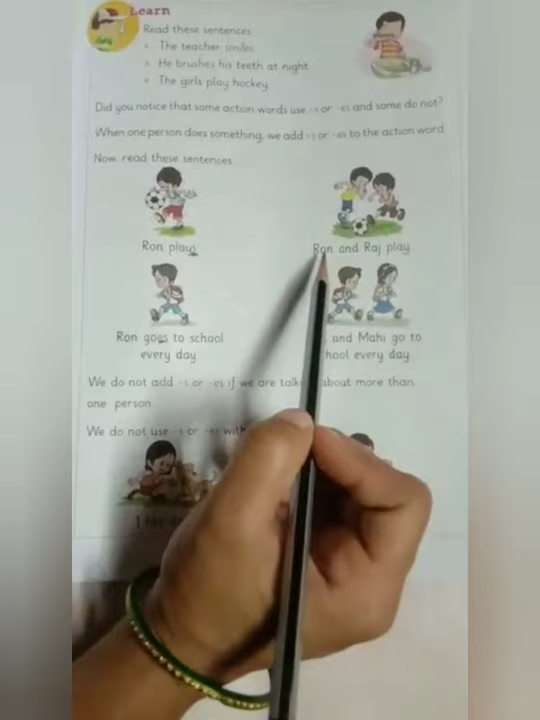 Learn
Read these sentences
The teacher smiles
He brushes his teeth at night
The girls play hockey
Did you notice that some action words use -s or -es and some do not?
When one person does something, we add -s or -es to the action word
Now, read these sentences
Ron plays
Ron and Raj play
Ron goes to school
every day
and Mahi go to
every day
We do not add -s or -es if we are about more than
one person
We do not use -s or -es
I